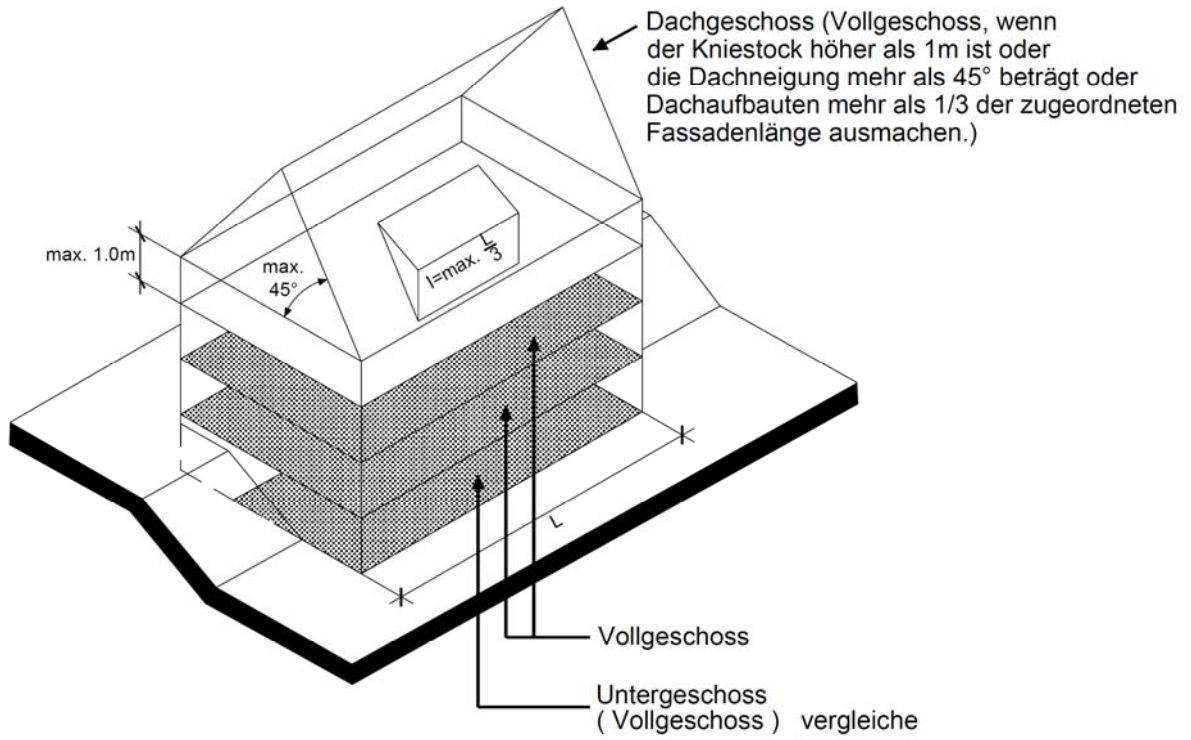 Dachgeschoss (Vollgeschoss, wenn
der Kniestock höher als 1m ist oder
die Dachneigung mehr als 45° beträgt oder
Dachaufbauten mehr als 1/3 der zugeordneten
Fassadenlänge ausmachen.)
max. 1.0m
max.
45°
l=max. L/3
L
Vollgeschoss
Untergeschoss
( Vollgeschoss ) vergleiche